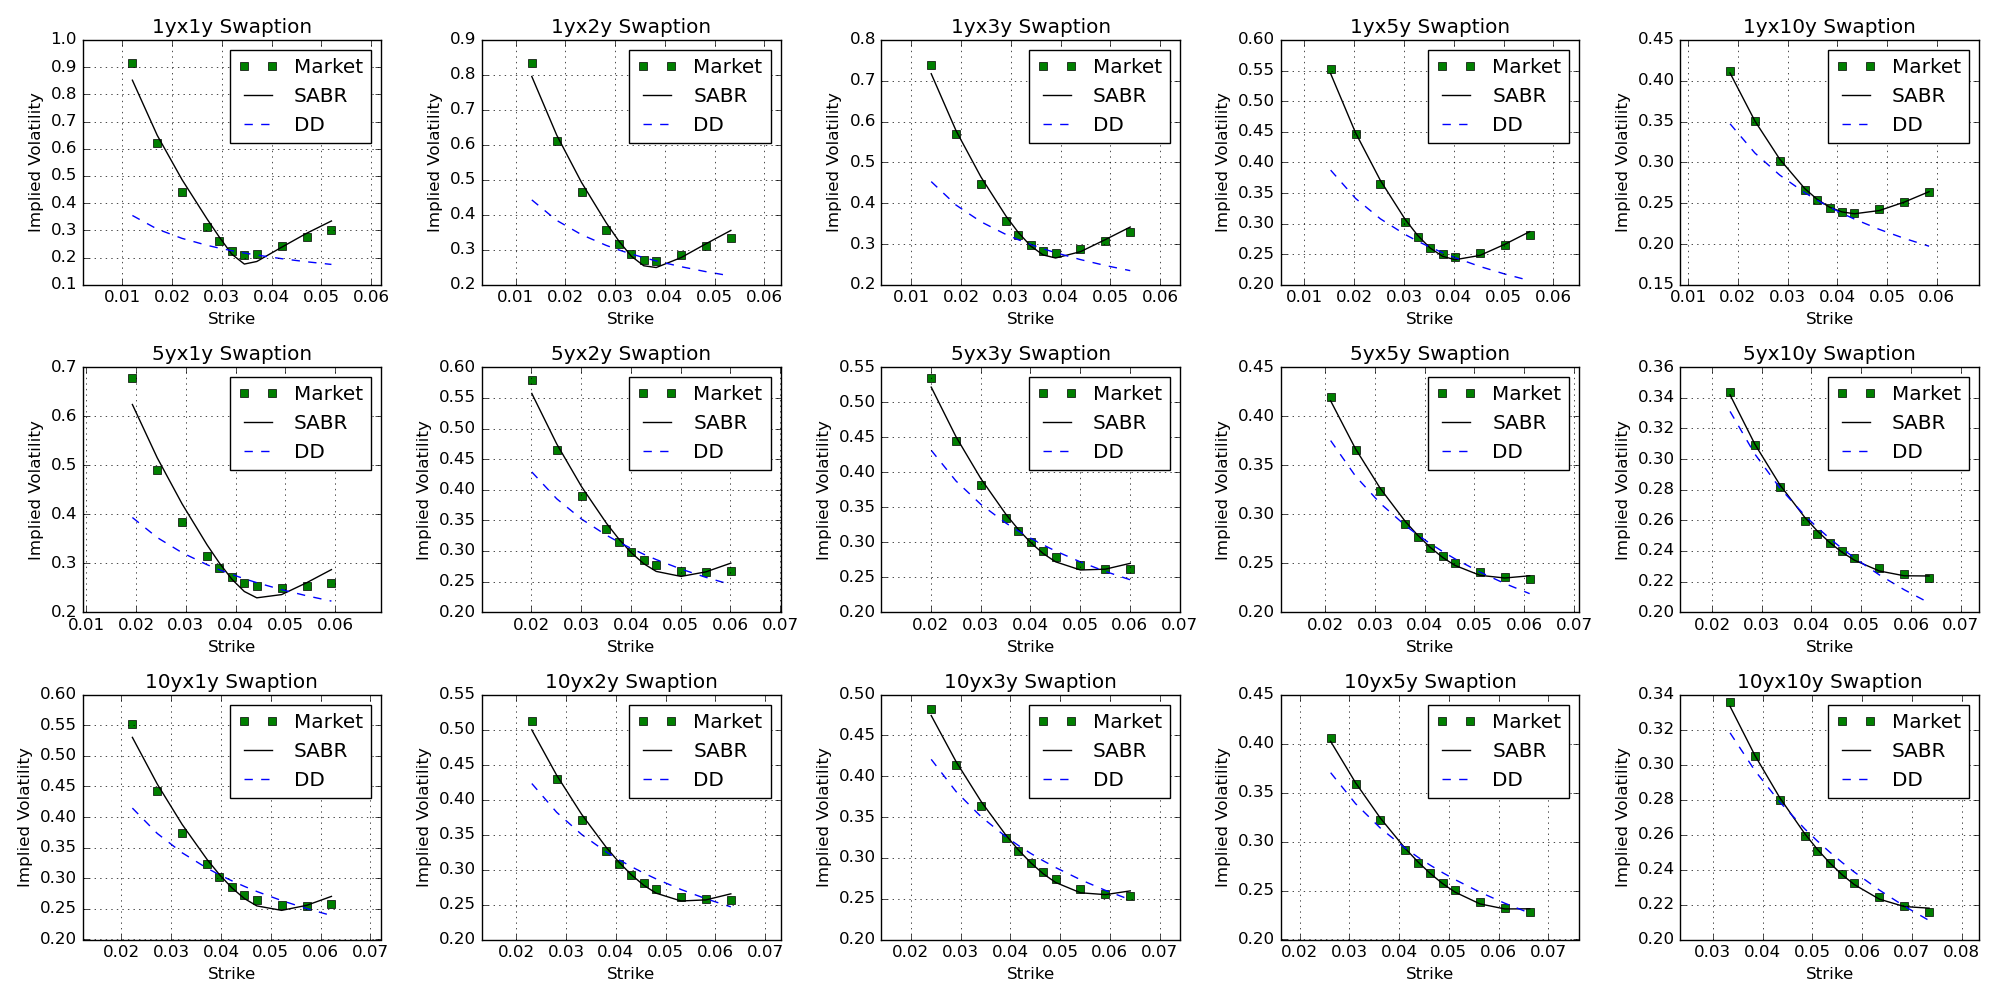 1yx1y Swaption
1.0
0.9
0.8
0.7
0.6
0.5
0.4
0.3
0.2
0.1
Implied Volatility
0.01 0.02 0.03 0.04 0.05 0.06
Strike
Market
SABR
DD
1yx2y Swaption
0.9
0.8
0.7
0.6
0.5
0.4
0.3
0.2
Implied Volatility
0.01 0.02 0.03 0.04 0.05 0.06
Strike
Market
SABR
DD
1yx3y Swaption
0.8
0.7
0.6
0.5
0.4
0.3
0.2
Implied Volatility
0.01 0.02 0.03 0.04 0.05 0.06
Strike
Market
SABR
DD
1yx5y Swaption
0.60
0.55
0.50
0.45
0.40
0.35
0.30
0.25
0.20
Implied Volatility
0.01 0.02 0.03 0.04 0.05 0.06
Strike
Market
SABR
DD
1yx10y Swaption
0.45
0.40
0.35
0.30
0.25
0.20
0.15
Implied Volatility
0.01 0.02 0.03 0.04 0.05 0.06
Strike
Market
SABR
DD
5yx1y Swaption
0.7
0.6
0.5
0.4
0.3
0.2
Implied Volatility
0.01 0.02 0.03 0.04 0.05 0.06
Strike
Market
SABR
DD
5yx2y Swaption
0.60
0.55
0.50
0.45
0.40
0.35
0.30
0.25
0.20
Implied Volatility
0.02 0.03 0.04 0.05 0.06 0.07
Strike
Market
SABR
DD
5yx3y Swaption
0.55
0.50
0.45
0.40
0.35
0.30
0.25
0.20
Implied Volatility
0.02 0.03 0.04 0.05 0.06 0.07
Strike
Market
SABR
DD
5yx5y Swaption
0.45
0.40
0.35
0.30
0.25
0.20
Implied Volatility
0.02 0.03 0.04 0.05 0.06 0.07
Strike
Market
SABR
DD
5yx10y Swaption
0.36
0.34
0.32
0.30
0.28
0.26
0.24
0.22
0.20
Implied Volatility
0.02 0.03 0.04 0.05 0.06 0.07
Strike
Market
SABR
DD
10yx1y Swaption
0.60
0.55
0.50
0.45
0.40
0.35
0.30
0.25
0.20
Implied Volatility
0.02 0.03 0.04 0.05 0.06 0.07
Strike
Market
SABR
DD
10yx2y Swaption
0.55
0.50
0.45
0.40
0.35
0.30
0.25
0.20
Implied Volatility
0.02 0.03 0.04 0.05 0.06 0.07
Strike
Market
SABR
DD
10yx3y Swaption
0.50
0.45
0.40
0.35
0.30
0.25
0.20
Implied Volatility
0.02 0.03 0.04 0.05 0.06 0.07
Strike
Market
SABR
DD
10yx5y Swaption
0.45
0.40
0.35
0.30
0.25
0.20
Implied Volatility
0.02 0.03 0.04 0.05 0.06 0.07
Strike
Market
SABR
DD
10yx10y Swaption
0.34
0.32
0.30
0.28
0.26
0.24
0.22
0.20
Implied Volatility
0.03 0.04 0.05 0.06 0.07 0.08
Strike
Market
SABR
DD